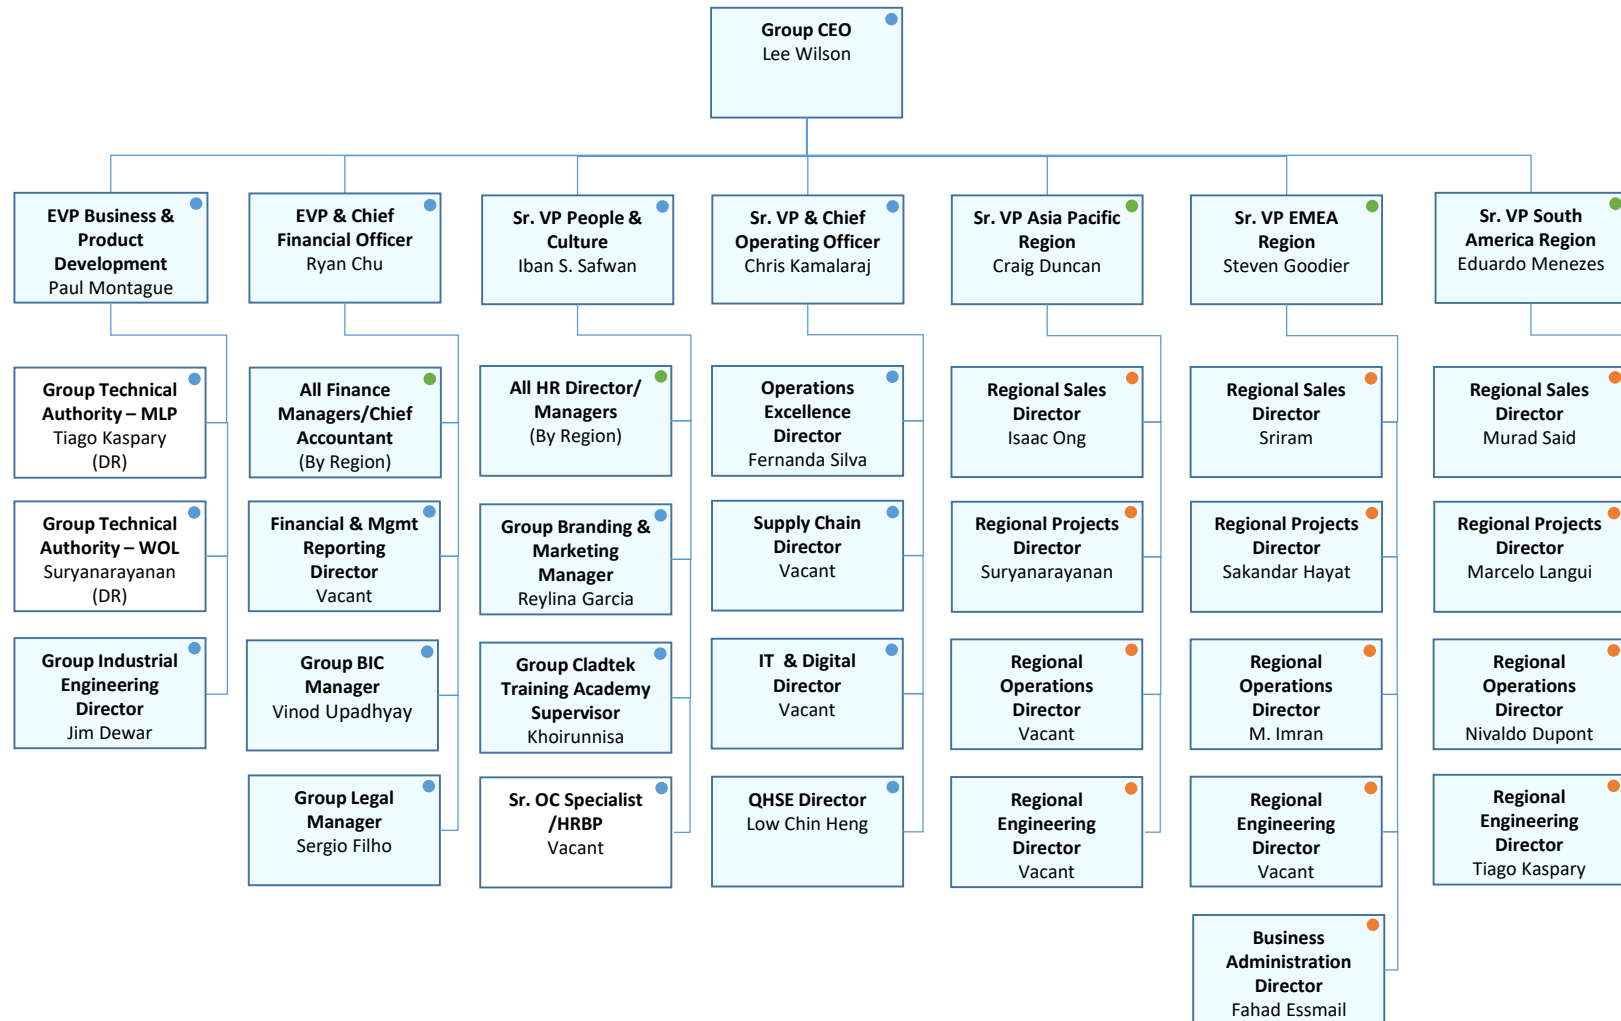 Group CEO
Lee Wilson
EVP Business &
Product
Development
Paul Montague
EVP & Chief
Financial Officer
Ryan Chu
Sr. VP People &
Culture
Iban S. Safwan
Sr. VP & Chief
Operating Officer
Chris Kamalaraj
Sr. VP Asia Pacific
Region
Craig Duncan
Sr. VP EMEA
Region
Steven Goodier
Sr. VP South
America Region
Eduardo Menezes
Group Technical
Authority – MLP
Tiago Kaspary
(DR)
All Finance
Managers/Chief
Accountant
(By Region)
All HR Director/
Managers
(By Region)
Operations
Excellence
Director
Fernanda Silva
Regional Sales
Director
Isaac Ong
Regional Sales
Director
Sriram
Regional Sales
Director
Murad Said
Group Technical
Authority – WOL
Suryanarayanan
(DR)
Financial & Mgmt
Reporting
Director
Vacant
Group Branding &
Marketing
Manager
Reylina Garcia
Supply Chain
Director
Vacant
Regional Projects
Director
Suryanarayanan
Regional Projects
Director
Sakandar Hayat
Regional Projects
Director
Marcelo Langui
Group Industrial
Engineering
Director
Jim Dewar
Group BIC
Manager
Vinod Upadhyay
Group Cladtek
Training Academy
Supervisor
Khoirunnisa
IT & Digital
Director
Vacant
Regional
Operations
Director
Vacant
Regional
Operations
Director
M. Imran
Regional
Operations
Director
Nivaldo Dupont
Group Legal
Manager
Sergio Filho
Sr. OC Specialist
/HRBP
Vacant
QHSE Director
Low Chin Heng
Regional
Engineering
Director
Vacant
Regional
Engineering
Director
Vacant
Regional
Engineering
Director
Tiago Kaspary
Business
Administration
Director
Fahad Essmail